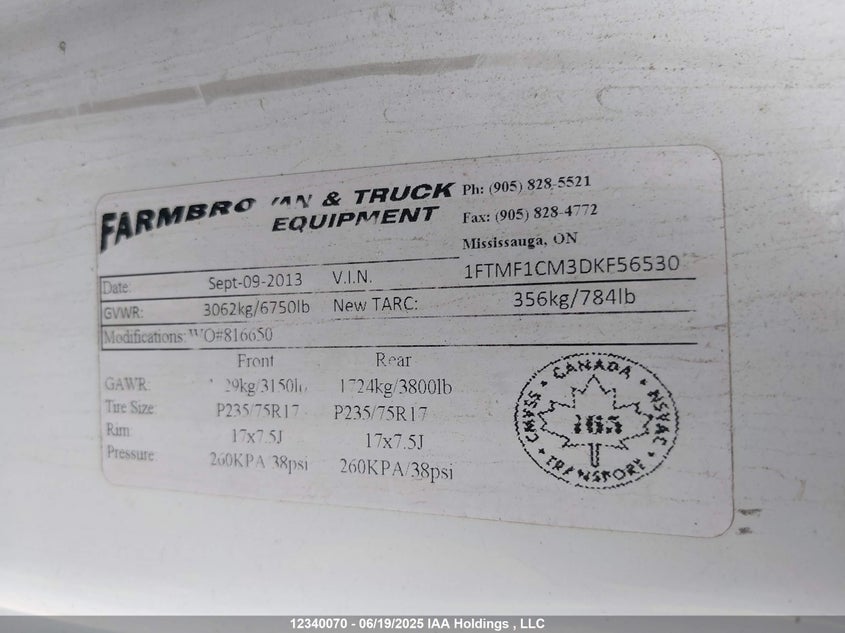 FARMBRO VAN & TRUCK
EQUIPMENT
Ph: (905) 828-5521
Fax: (905) 828-4772
Mississauga, ON
Date: Sept-09-2013 V.I.N. 1FTMF1CM3DKF56530
GVWR: 3062kg/6750lb New TARC: 356kg/784lb
Modifications: WO#816650
Front Rear
GAWR: 3150lb 1724kg/3800lb
Tire Size: P235/75R17 P235/75R17
Rim 17x7.5J 17x7.5J
Pressure 260KPA/38psi 260KPA/38psi
CANADA
CMVSS NSVAC
165
TRANSPORT
12340070 - 06/19/2025 IAA Holdings , LLC